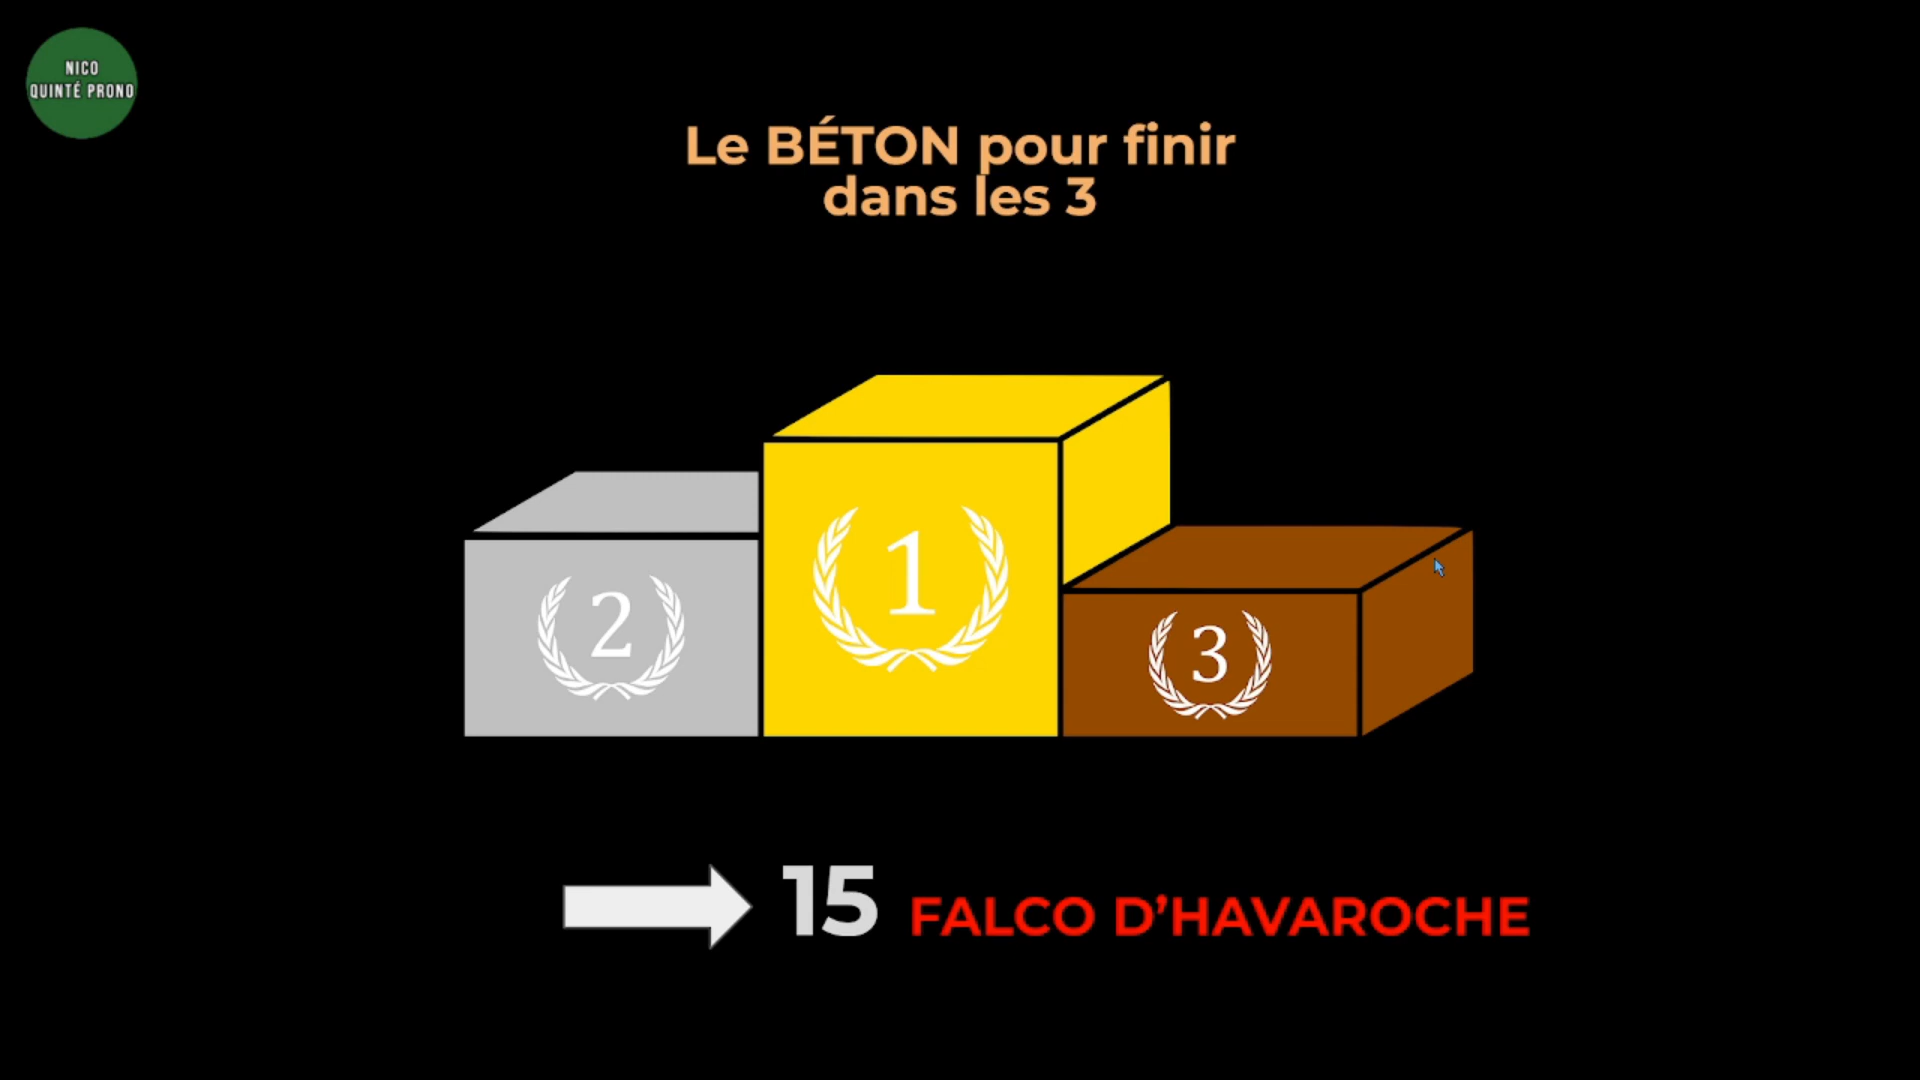 NICO
QUINTÉ PRONO
Le BÉTON pour finir
dans les 3
1
2
3
15 FALCO D'HAVAROCHE